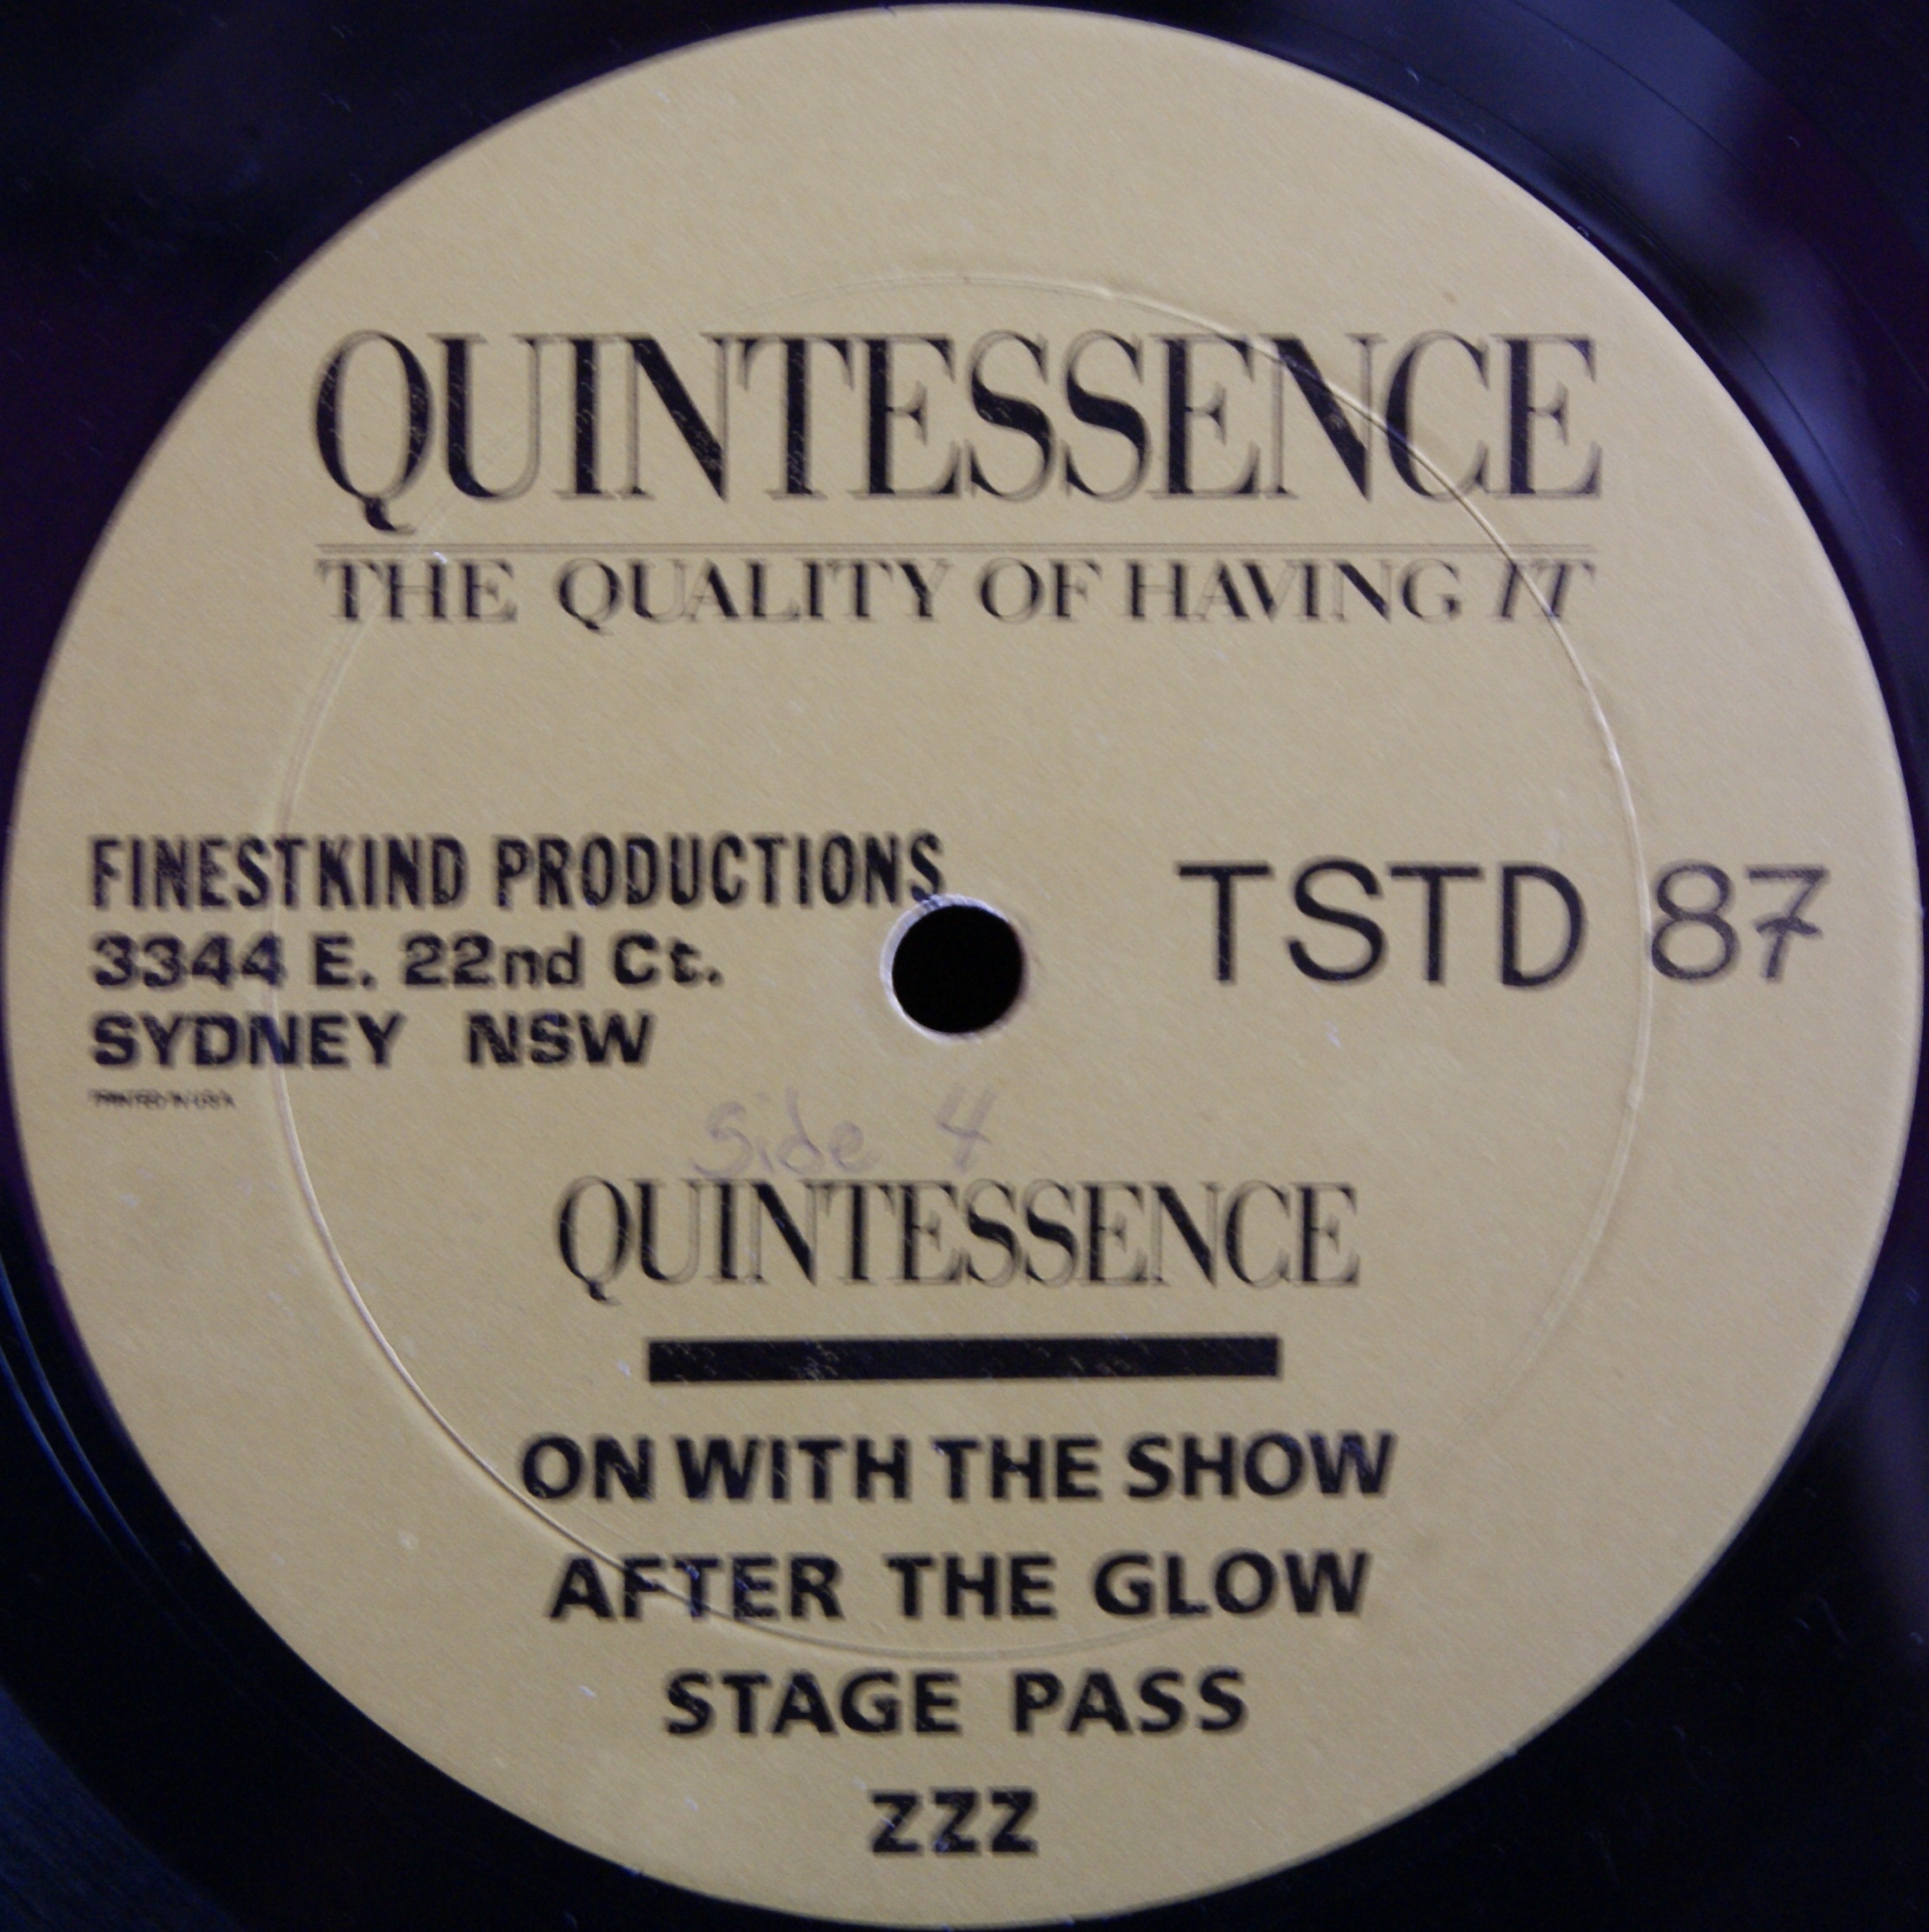 QUINTESSENCE
THE QUALITY OF HAVING IT
FINESTKIND PRODUCTIONS
3344 E. 22nd Ct.
SYDNEY NSW
PRINTED IN U.S.A.
TSTD 87
Side 4
QUINTESSENCE
ON WITH THE SHOW
AFTER THE GLOW
STAGE PASS
ZZZ